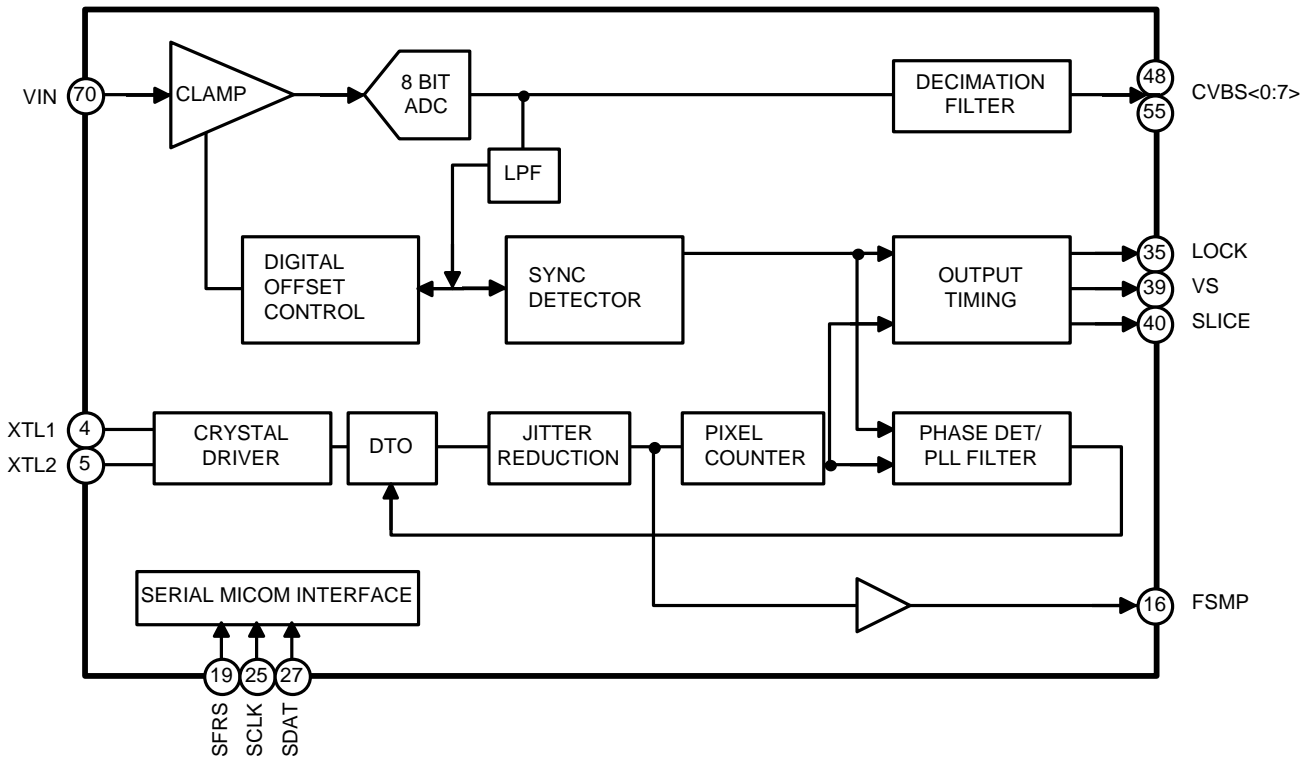 VIN
70
CLAMP
8 BIT
ADC
DECIMATION
FILTER
48
55
CVBS<0:7>
LPF
DIGITAL
OFFSET
CONTROL
SYNC
DETECTOR
OUTPUT
TIMING
35
LOCK
39
VS
40
SLICE
XTL1
4
XTL2
5
CRYSTAL
DRIVER
DTO
JITTER
REDUCTION
PIXEL
COUNTER
PHASE DET/
PLL FILTER
SERIAL MICOM INTERFACE
16
FSMP
19
25
27
SFRS
SCLK
SDAT